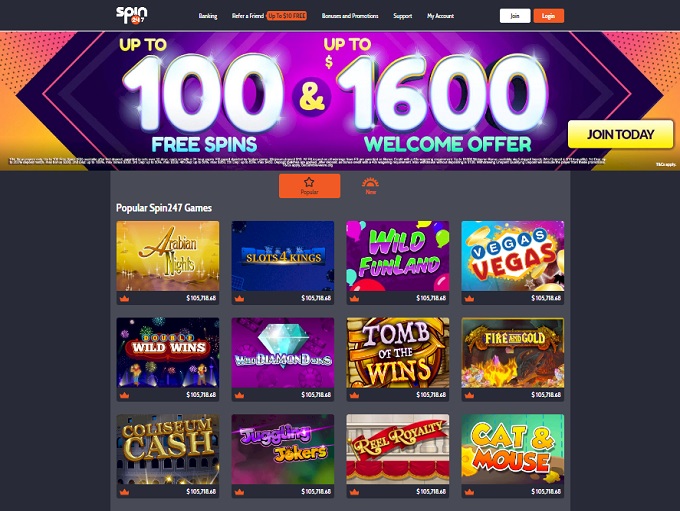 spin
247
Banking
Refer a Friend Up To $10 FREE
Bonuses and Promotions
Support
My Account
Join
Login
UP TO
100
FREE SPINS
&
UP TO
$
1600
WELCOME OFFER
JOIN TODAY
T&Cs apply.
Popular
New
Popular Spin247 Games
Arabian
Nights
SLOTS 4 KINGS
WILD
FUNLAND
VEGAS
VEGAS
$ 105,718.68
$ 105,718.68
$ 105,718.68
$ 105,718.68
DOUBLE
WILD WINS
WILD DIAMOND WINS
TOMB
OF THE
WINS
FIRE AND GOLD
$ 105,718.68
$ 105,718.68
$ 105,718.68
$ 105,718.68
COLISEUM
CASH
Juggling
Jokers
REEL ROYALTY
CAT &
MOUSE
$ 105,718.68
$ 105,718.68
$ 105,718.68
$ 105,718.68